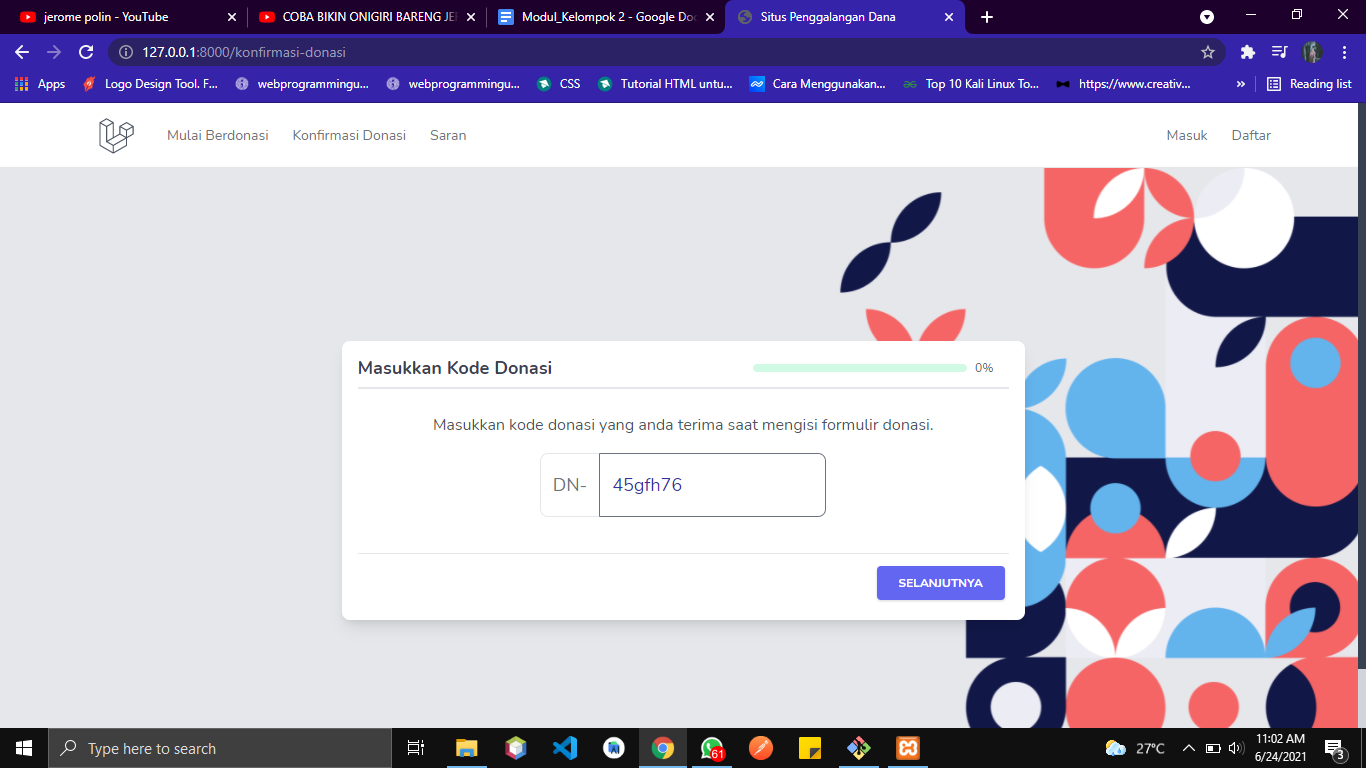 jerome polin - YouTube
COBA BIKIN ONIGIRI BARENG JE
Modul_Kelompok 2 - Google Do
Situs Penggalangan Dana
127.0.0.1:8000/konfirmasi-donasi
Apps
Logo Design Tool. F...
webprogrammingu...
webprogrammingu...
CSS
Tutorial HTML untu...
Cara Menggunakan...
Top 10 Kali Linux To...
https://www.creativ...
»
Reading list
Mulai Berdonasi
Konfirmasi Donasi
Saran
Masuk
Daftar
Masukkan Kode Donasi
0%
Masukkan kode donasi yang anda terima saat mengisi formulir donasi.
DN-
45gfh76
SELANJUTNYA
Type here to search
61
27°C
11:02 AM
6/24/2021
3